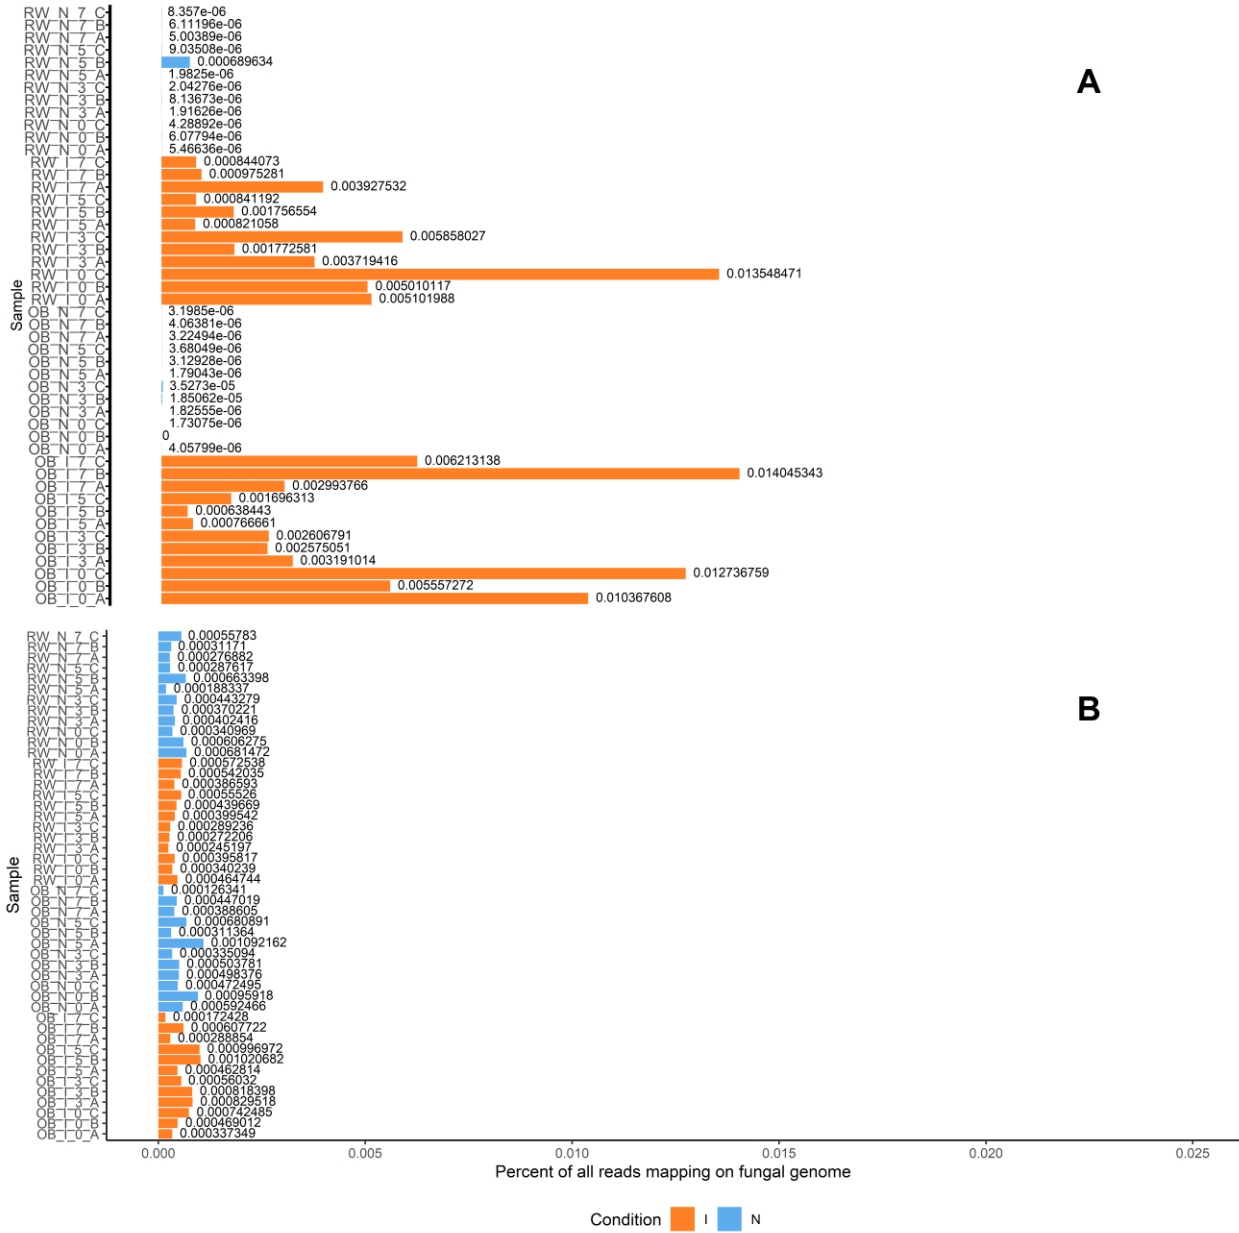 A
Sample
RW_N_7_C 8.357e-06
RW_N_7_B 6.11196e-06
RW_N_7_A 5.00389e-06
RW_N_5_C 9.03508e-06
RW_N_5_B 0.000689634
RW_N_5_A 1.9825e-06
RW_N_3_C 2.04276e-06
RW_N_3_B 8.13673e-06
RW_N_3_A 1.91626e-06
RW_N_0_C 4.28892e-06
RW_N_0_B 6.07794e-06
RW_N_0_A 5.46636e-06
RW_I_7_C 0.000844073
RW_I_7_B 0.000975281
RW_I_7_A 0.003927532
RW_I_5_C 0.000841192
RW_I_5_B 0.001756554
RW_I_5_A 0.000821058
RW_I_3_C 0.005858027
RW_I_3_B 0.001772581
RW_I_3_A 0.003719416
RW_I_0_C 0.013548471
RW_I_0_B 0.005010117
RW_I_0_A 0.005101988
OB_N_7_C 3.1985e-06
OB_N_7_B 4.06381e-06
OB_N_7_A 3.22494e-06
OB_N_5_C 3.68049e-06
OB_N_5_B 3.12928e-06
OB_N_5_A 1.79043e-06
OB_N_3_C 3.5273e-05
OB_N_3_B 1.85062e-05
OB_N_3_A 1.82555e-06
OB_N_0_C 1.73075e-06
OB_N_0_B 0
OB_N_0_A 4.05799e-06
OB_I_7_C 0.006213138
OB_I_7_B 0.014045343
OB_I_7_A 0.002993766
OB_I_5_C 0.001696313
OB_I_5_B 0.000638443
OB_I_5_A 0.000766661
OB_I_3_C 0.002606791
OB_I_3_B 0.002575051
OB_I_3_A 0.003191014
OB_I_0_C 0.012736759
OB_I_0_B 0.005557272
OB_I_0_A 0.010367608
B
Sample
RW_N_7_C 0.00055783
RW_N_7_B 0.00031171
RW_N_7_A 0.000276882
RW_N_5_C 0.000287617
RW_N_5_B 0.000663398
RW_N_5_A 0.000188337
RW_N_3_C 0.000443279
RW_N_3_B 0.000370221
RW_N_3_A 0.000402416
RW_N_0_C 0.000340969
RW_N_0_B 0.000606275
RW_N_0_A 0.000681472
RW_I_7_C 0.000572538
RW_I_7_B 0.000542035
RW_I_7_A 0.000386593
RW_I_5_C 0.00055526
RW_I_5_B 0.000439669
RW_I_5_A 0.000399542
RW_I_3_C 0.000289236
RW_I_3_B 0.000272206
RW_I_3_A 0.000245197
RW_I_0_C 0.000395817
RW_I_0_B 0.000340239
RW_I_0_A 0.000464744
OB_N_7_C 0.000126341
OB_N_7_B 0.000447019
OB_N_7_A 0.000388605
OB_N_5_C 0.000680891
OB_N_5_B 0.000311364
OB_N_5_A 0.001092162
OB_N_3_C 0.000335094
OB_N_3_B 0.000503781
OB_N_3_A 0.000498376
OB_N_0_C 0.000472495
OB_N_0_B 0.00095918
OB_N_0_A 0.000592466
OB_I_7_C 0.000172428
OB_I_7_B 0.000607722
OB_I_7_A 0.000288854
OB_I_5_C 0.000996972
OB_I_5_B 0.001020682
OB_I_5_A 0.000462814
OB_I_3_C 0.00056032
OB_I_3_B 0.000818398
OB_I_3_A 0.000829518
OB_I_0_C 0.000742485
OB_I_0_B 0.000469012
OB_I_0_A 0.000337349
0.000 0.005 0.010 0.015 0.020 0.025
Percent of all reads mapping on fungal genome
Condition I N